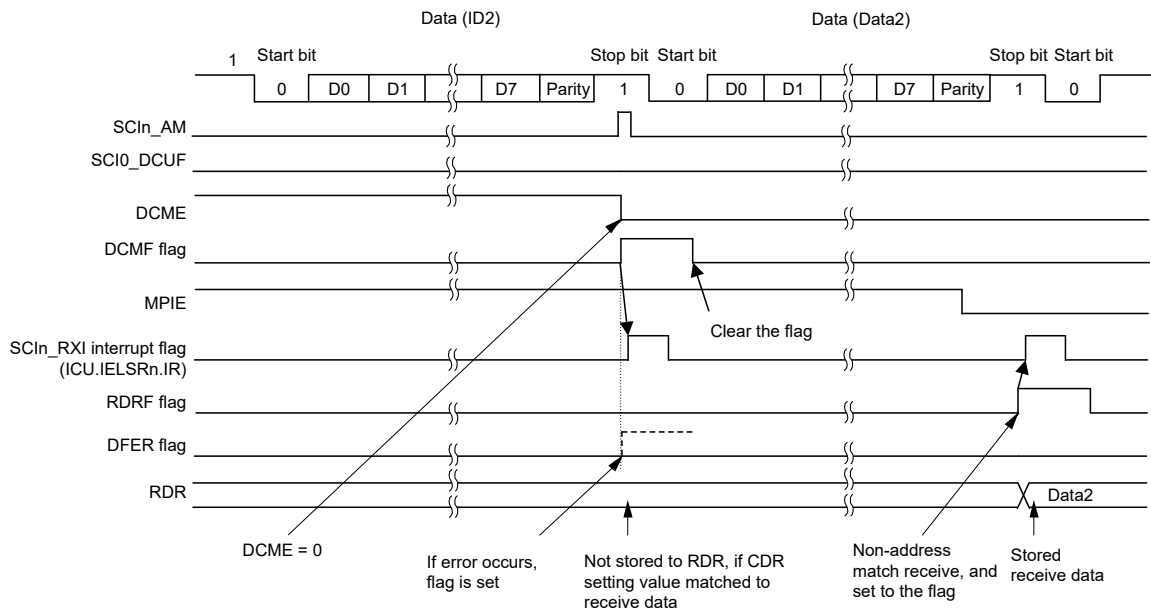 Data (ID2)
Data (Data2)
1
Start bit
Stop bit
Start bit
Stop bit
Start bit
0
D0
D1
D7
Parity
1
0
D0
D1
D7
Parity
1
0
SCIn_AM
SCI0_DCUF
DCME
DCMF flag
MPIE
Clear the flag
SCIn_RXI interrupt flag
(ICU.IELSRn.IR)
RDRF flag
DFER flag
RDR
Data2
DCME = 0
If error occurs,
flag is set
Not stored to RDR, if CDR
setting value matched to
receive data
Non-address
match receive, and
set to the flag
Stored
receive data